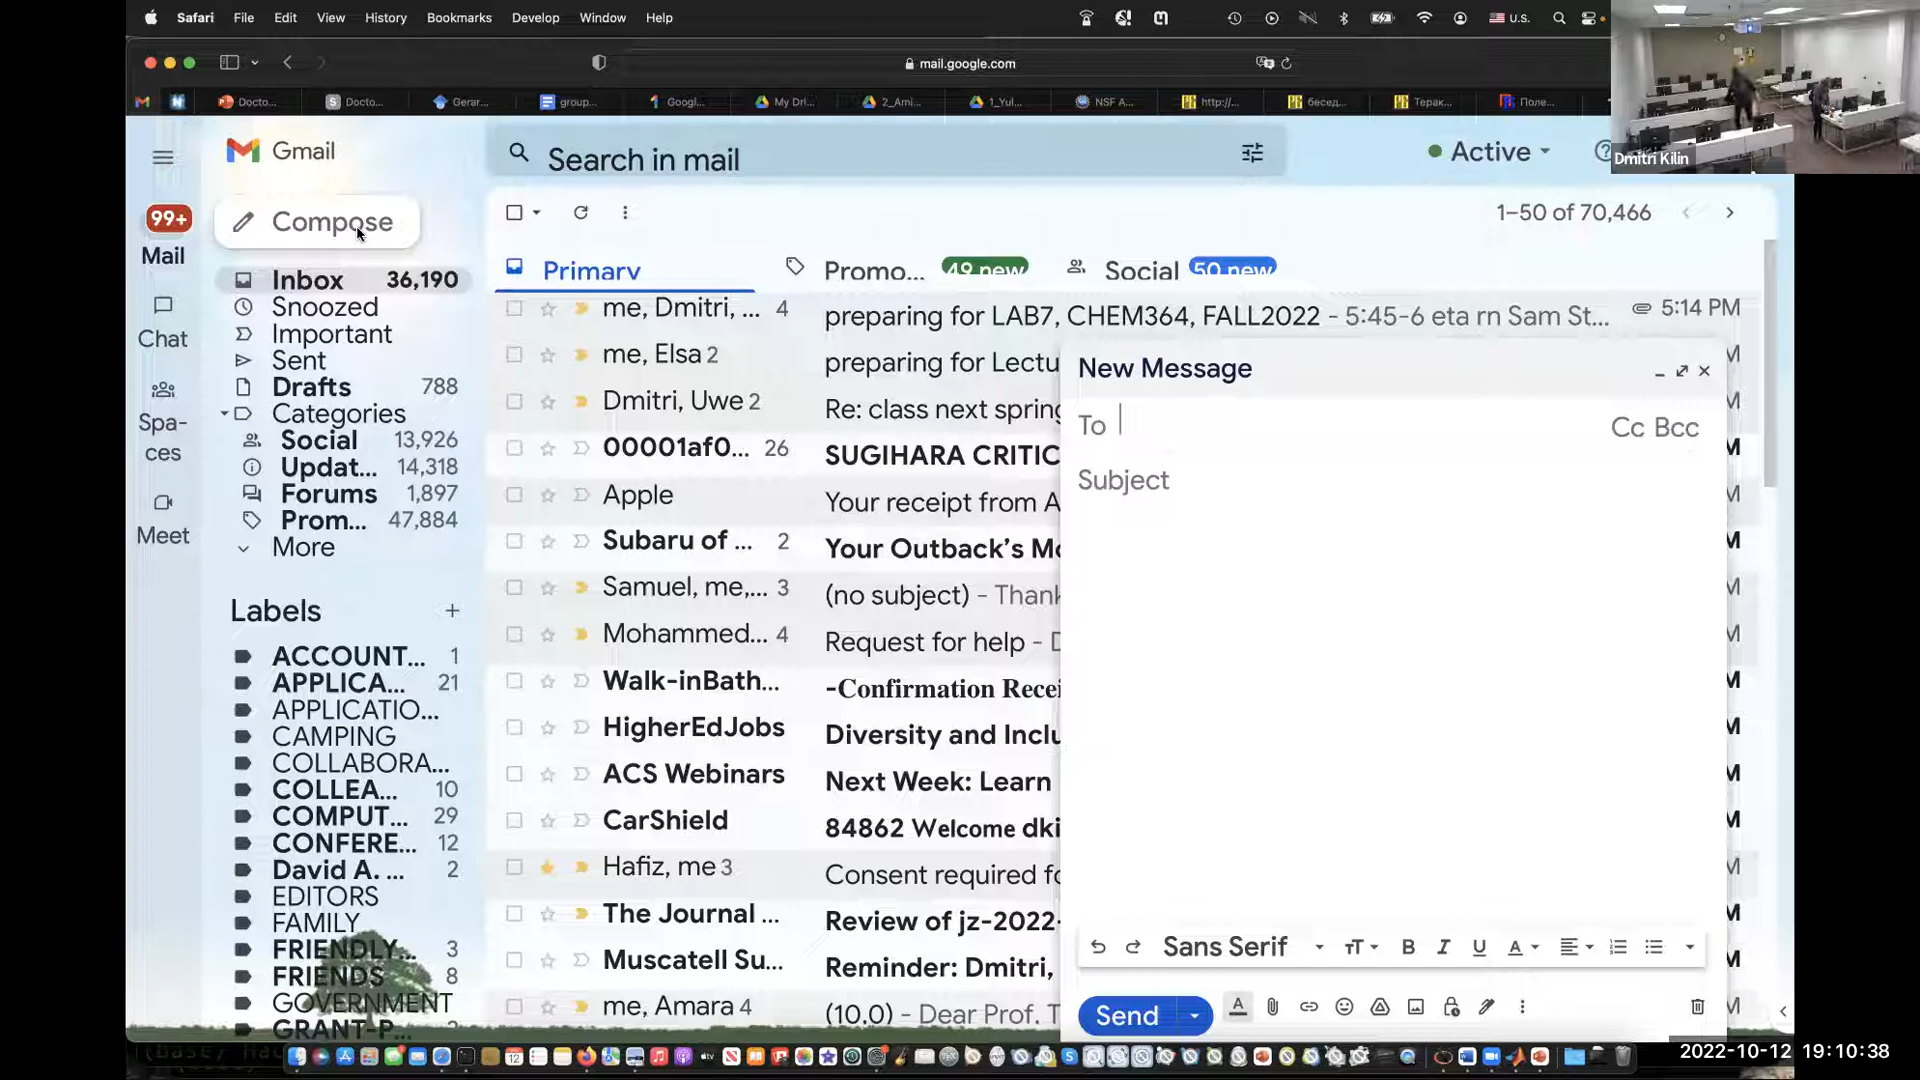 Safari File Edit View History Bookmarks Develop Window Help U.S.
mail.google.com
Docto... Docto... Gerar... group... Googl... My Dri... 2_Ami... 1_Yul... NSF A... http://... бесед... Терак... Поле...
Dmitri Kilin
Gmail
Search in mail
Active
99+
Mail
Chat
Spa-
ces
Meet
Compose
Inbox 36,190
Snoozed
Important
Sent
Drafts 788
Categories
Social 13,926
Updat... 14,318
Forums 1,897
Prom... 47,884
More
Labels +
ACCOUNT... 1
APPLICA... 21
APPLICATIO...
CAMPING
COLLABORA...
COLLEA... 10
COMPUT... 29
CONFERE... 12
David A. ... 2
EDITORS
FAMILY
FRIENDLY... 3
FRIENDS 8
GOVERNMENT
GRANT-P...
1–50 of 70,466
Primary Promo... 49 new Social 50 new
me, Dmitri, ... 4 preparing for LAB7, CHEM364, FALL2022 - 5:45-6 eta rn Sam St... 5:14 PM
me, Elsa 2 preparing for Lectu
Dmitri, Uwe 2 Re: class next spring
00001af0... 26 SUGIHARA CRITIC
Apple Your receipt from A
Subaru of ... 2 Your Outback's Mo
Samuel, me,... 3 (no subject) - Thank
Mohammed... 4 Request for help - D
Walk-inBath... -Confirmation Recei
HigherEdJobs Diversity and Inclu
ACS Webinars Next Week: Learn
CarShield 84862 Welcome dki
Hafiz, me 3 Consent required fo
The Journal ... Review of jz-2022-
Muscatell Su... Reminder: Dmitri,
me, Amara 4 (10.0) - Dear Prof. T
New Message
To Cc Bcc
Subject
Sans Serif
Send
2022-10-12 19:10:38